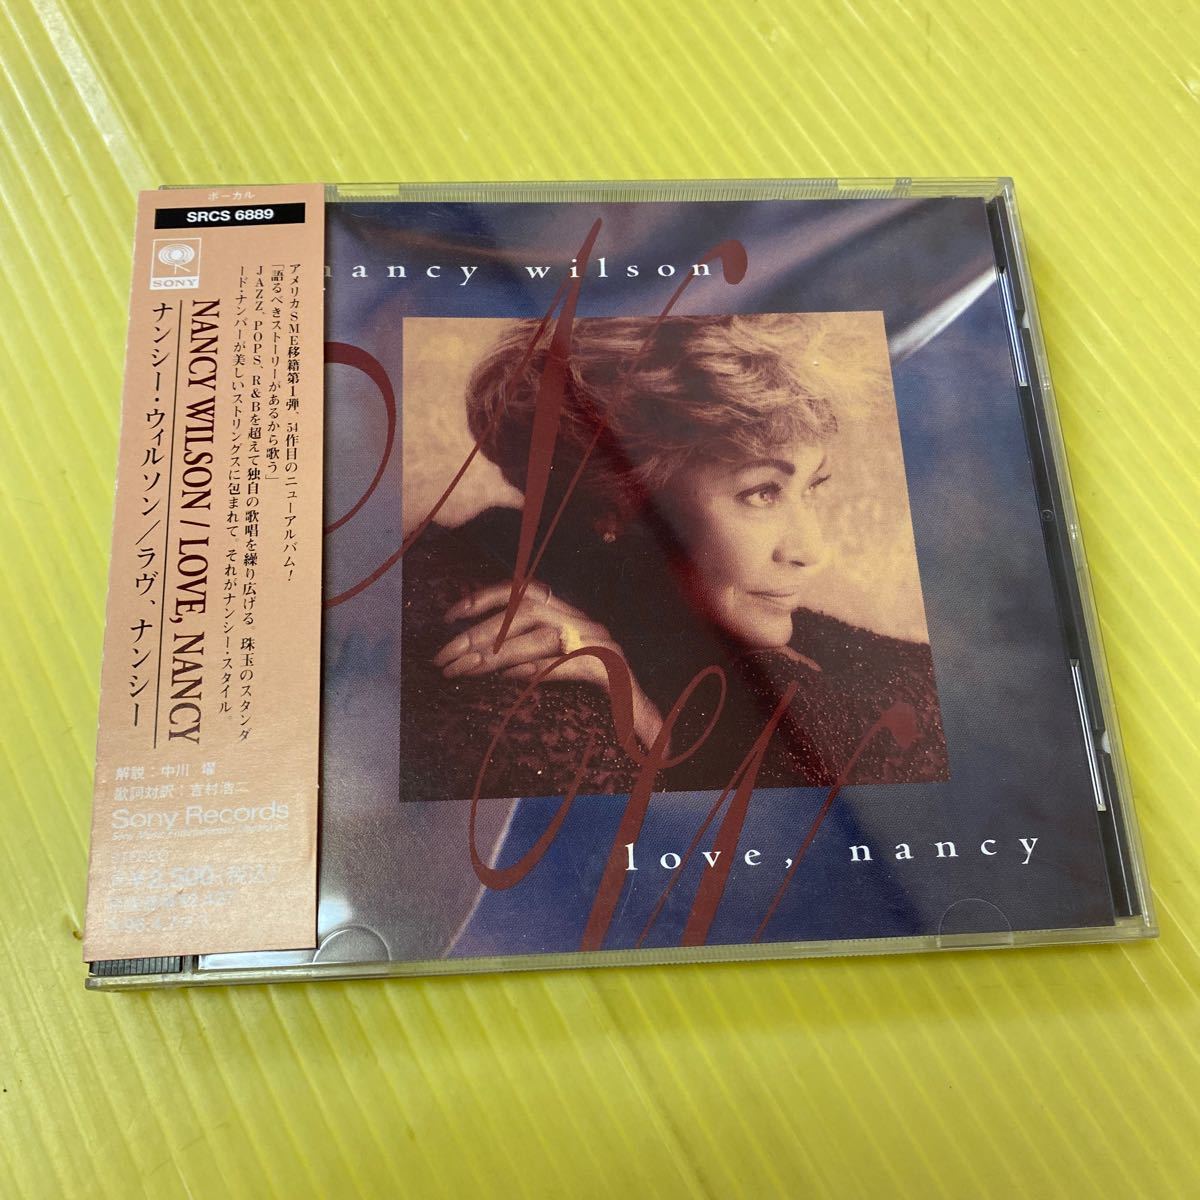 ボーカル
SRCS 6889
SONY
NANCY WILSON / LOVE, NANCY
ナンシー・ウィルソン／ラヴ、ナンシー
アメリカSME移籍第1弾、54作目のニューアルバム！
「語るべきストーリーがあるから歌う」
JAZZ、POPS、R&Bを超えて独自の歌唱を繰り広げる。珠玉のスタンダ
ード・ナンバーが美しいストリングスに包まれて。それがナンシー・スタイル。
解説：中川 燿
歌詞対訳：吉村浩二
Sony Records
¥2,500
nancy wilson
N
W
love, nancy